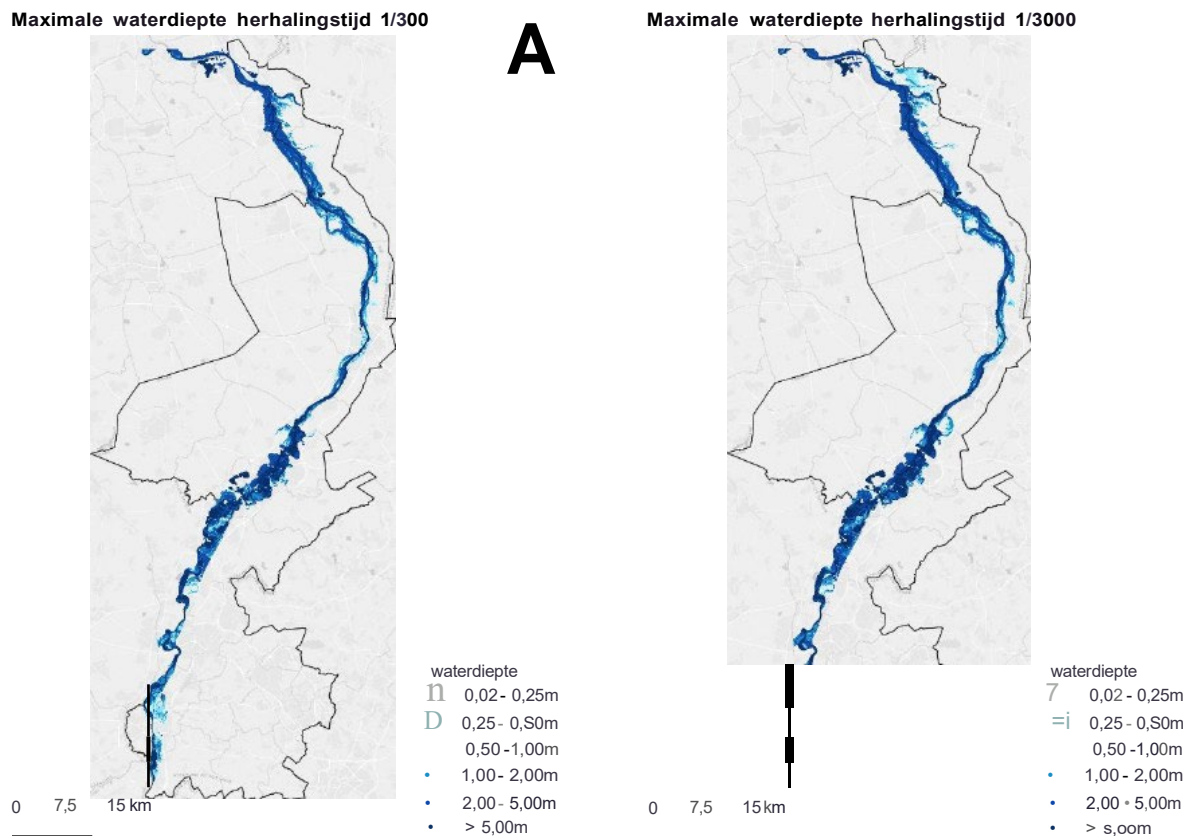 Maximale waterdiepte herhalingstijd 1/300
A
Maximale waterdiepte herhalingstijd 1/3000
waterdiepte
n 0,02 - 0,25m
D 0,25 - 0,S0m
0,50 -1,00m
• 1,00 - 2,00m
• 2,00 - 5,00m
• > 5,00m
0 7,5 15 km
waterdiepte
7 0,02 - 0,25m
=i 0,25 - 0,S0m
0,50 -1,00m
• 1,00 - 2,00m
• 2,00 • 5,00m
• > s,oom
0 7,5 15 km